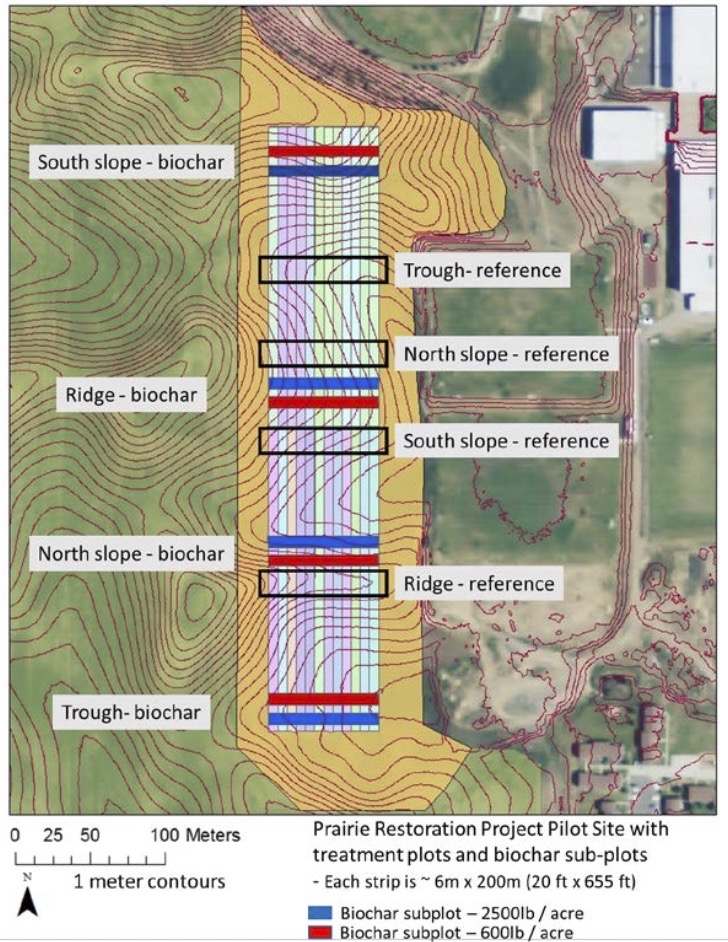 South slope - biochar
Trough- reference
North slope - reference
Ridge - biochar
South slope - reference
North slope - biochar
Ridge - reference
Trough- biochar
0 25 50 100 Meters
N
1 meter contours
Prairie Restoration Project Pilot Site with
treatment plots and biochar sub-plots
- Each strip is ~ 6m x 200m (20 ft x 655 ft)
Biochar subplot – 2500lb / acre
Biochar subplot – 600lb / acre